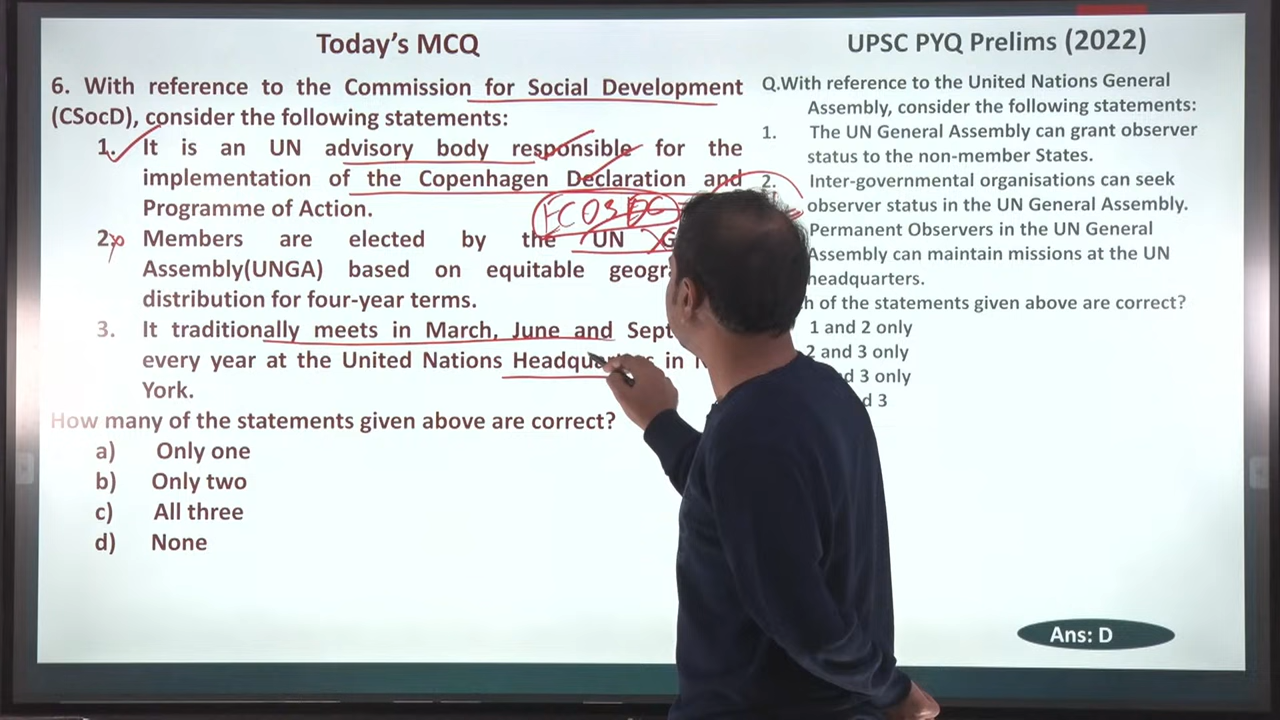 Today's MCQ
6. With reference to the Commission for Social Development
(CSocD), consider the following statements:
1. It is an UN advisory body responsible for the
implementation of the Copenhagen Declaration and
Programme of Action.
2. Members are elected by the UN
Assembly(UNGA) based on equitable
distribution for four-year terms.
3. It traditionally meets in March, June and
every year at the United Nations in
York.
How many of the statements given above are correct?
a) Only one
b) Only two
c) All three
d) None
UPSC PYQ Prelims (2022)
Q.With reference to the United Nations General
Assembly, consider the following statements:
1. The UN General Assembly can grant observer
status to the non-member States.
2. Inter-governmental organisations can seek
observer status in the UN General Assembly.
Permanent Observers in the UN General
Assembly can maintain missions at the UN
headquarters.
of the statements given above are correct?
1 and 2 only
2 and 3 only
3 only
3
Ans: D